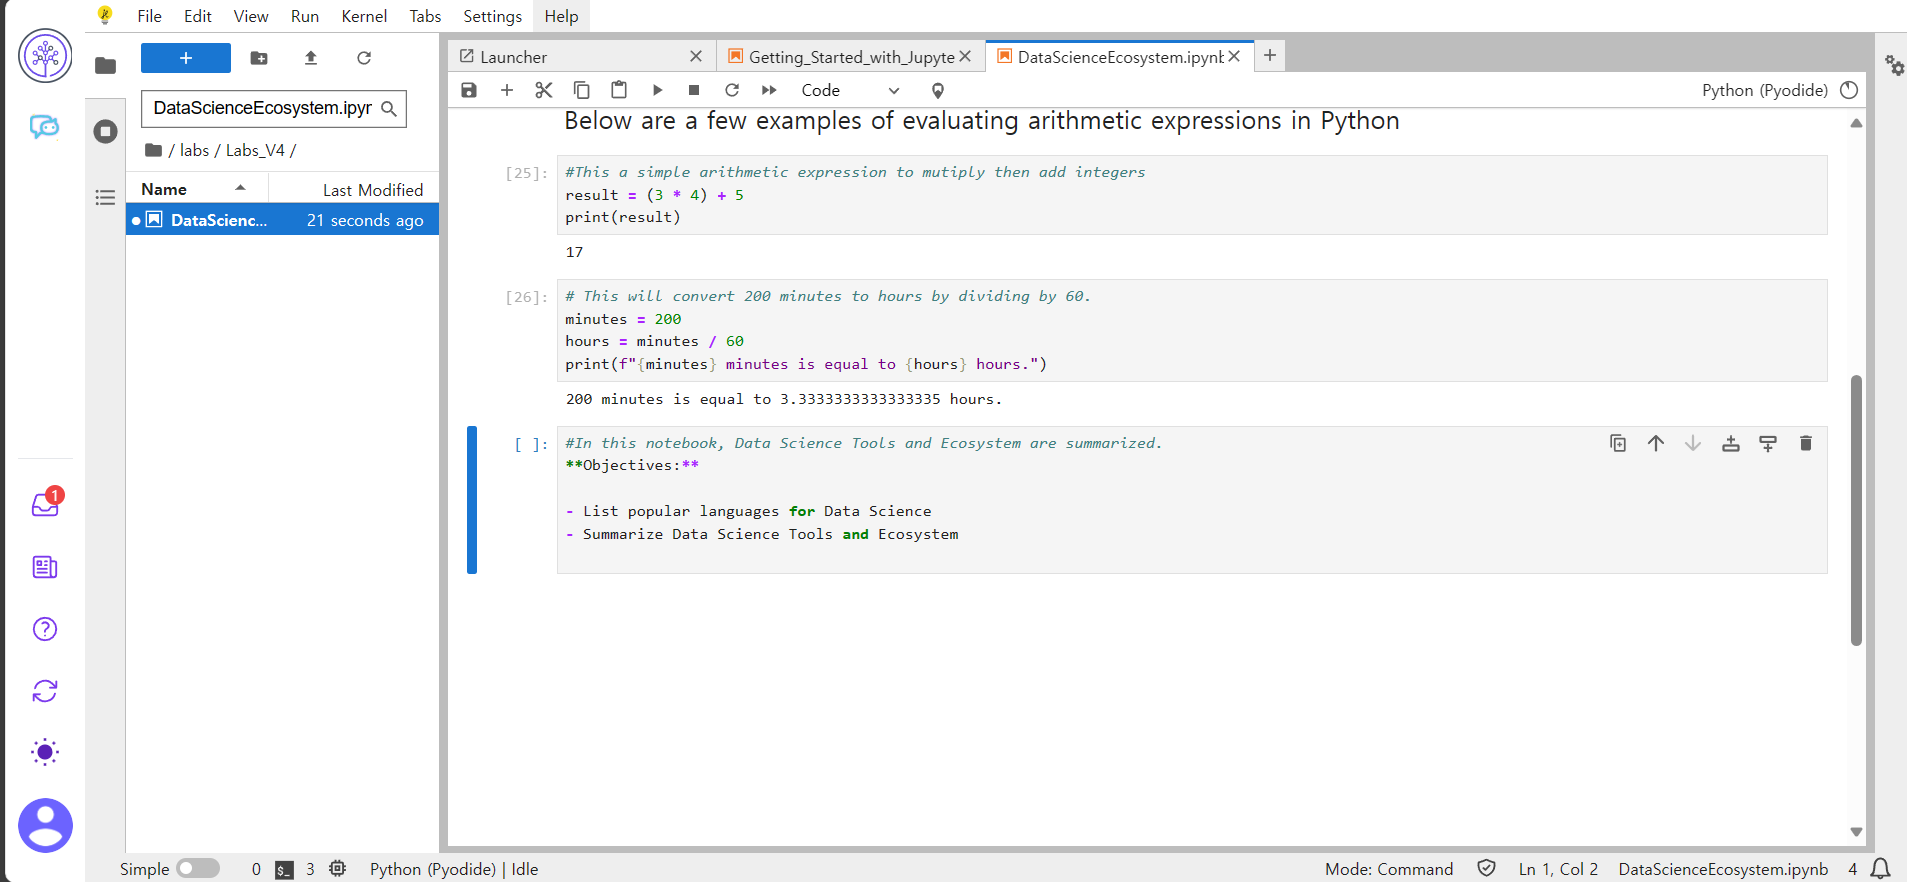 File Edit View Run Kernel Tabs Settings Help
Launcher
Getting_Started_with_Jupyte
DataScienceEcosystem.ipynb
Code
Python (Pyodide)
DataScienceEcosystem.ipyr
/ labs / Labs_V4 /
Name Last Modified
DataScienc... 21 seconds ago
1
Below are a few examples of evaluating arithmetic expressions in Python
[25]: #This a simple arithmetic expression to mutiply then add integers
result = (3 * 4) + 5
print(result)
17
[26]: # This will convert 200 minutes to hours by dividing by 60.
minutes = 200
hours = minutes / 60
print(f"{minutes} minutes is equal to {hours} hours.")
200 minutes is equal to 3.3333333333333335 hours.
[ ]: #In this notebook, Data Science Tools and Ecosystem are summarized.
**Objectives:**
- List popular languages for Data Science
- Summarize Data Science Tools and Ecosystem
Simple 0 $_ 3 Python (Pyodide) | Idle Mode: Command Ln 1, Col 2 DataScienceEcosystem.ipynb 4